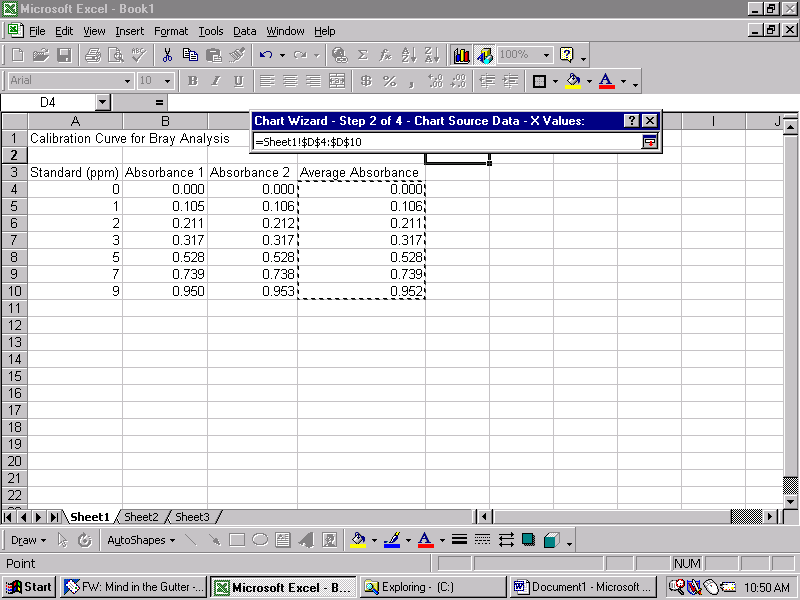 Microsoft Excel - Book1
File Edit View Insert Format Tools Data Window Help
100%
Arial 10 B I U $ % ,
D4 =
Chart Wizard - Step 2 of 4 - Chart Source Data - X Values:
=Sheet1!$D$4:$D$10
A B I J
1 Calibration Curve for Bray Analysis
2
3 Standard (ppm) Absorbance 1 Absorbance 2 Average Absorbance
4 0 0.000 0.000 0.000
5 1 0.105 0.106 0.106
6 2 0.211 0.212 0.211
7 3 0.317 0.317 0.317
8 5 0.528 0.528 0.528
9 7 0.739 0.738 0.739
10 9 0.950 0.953 0.952
11
12
13
14
15
16
17
18
19
20
21
22
Sheet1 Sheet2 Sheet3
Draw AutoShapes A
Point NUM
Start FW: Mind in the Gutter -... Microsoft Excel - B... Exploring - (C:) Document1 - Microsoft ... 10:50 AM